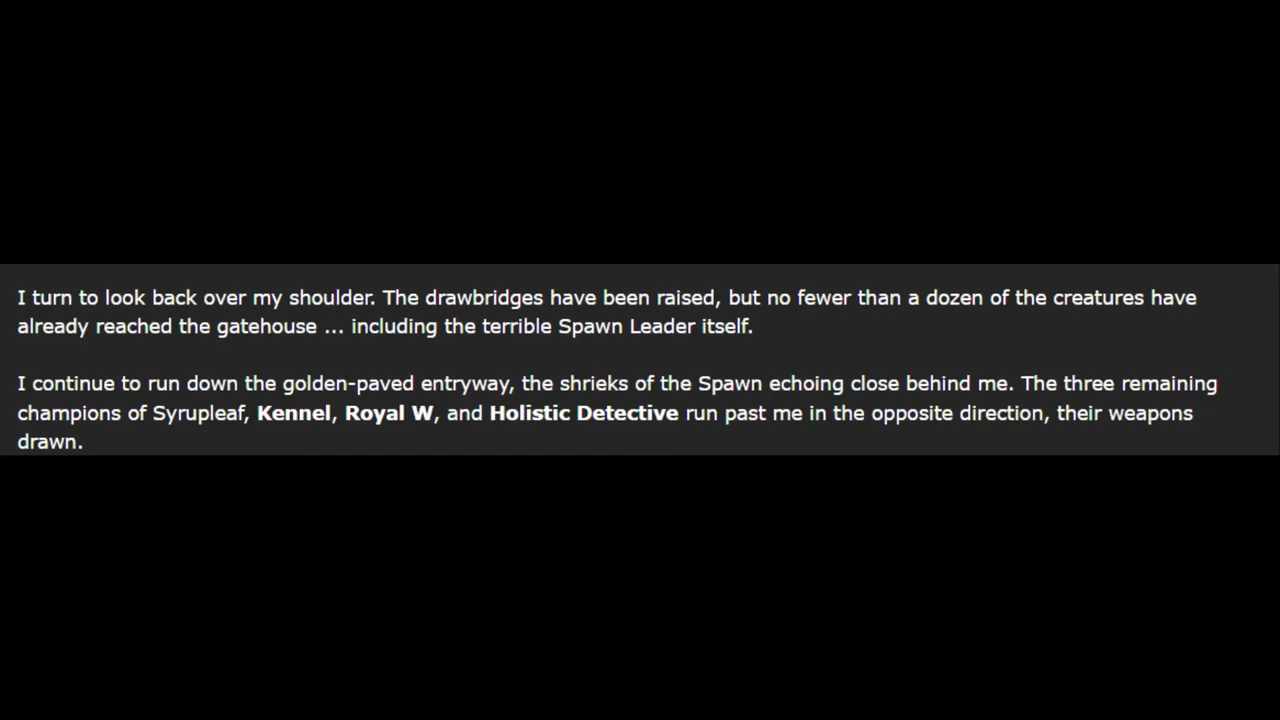 I turn to look back over my shoulder. The drawbridges have been raised, but no fewer than a dozen of the creatures have
already reached the gatehouse ... including the terrible Spawn Leader itself.
I continue to run down the golden-paved entryway, the shrieks of the Spawn echoing close behind me. The three remaining
champions of Syrupleaf, Kennel, Royal W, and Holistic Detective run past me in the opposite direction, their weapons
drawn.